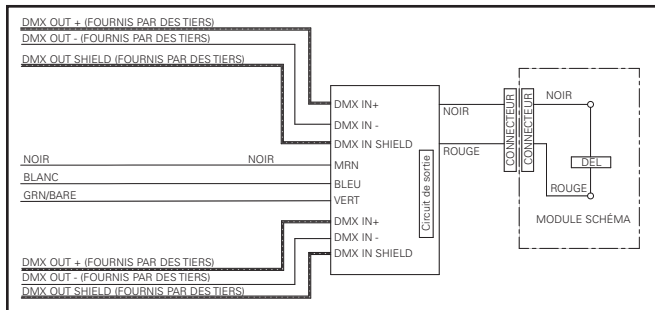 DMX OUT + (FOURNIS PAR DES TIERS)
DMX OUT - (FOURNIS PAR DES TIERS)
DMX OUT SHIELD (FOURNIS PAR DES TIERS)
DMX IN+
DMX IN -
DMX IN SHIELD
NOIR
NOIR
MRN
BLANC
BLEU
GRN/BARE
VERT
DMX IN+
DMX IN -
DMX IN SHIELD
DMX OUT + (FOURNIS PAR DES TIERS)
DMX OUT - (FOURNIS PAR DES TIERS)
DMX OUT SHIELD (FOURNIS PAR DES TIERS)
Circuit de sortie
NOIR
ROUGE
CONNECTEUR
CONNECTEUR
NOIR
DEL
ROUGE
MODULE SCHÉMA